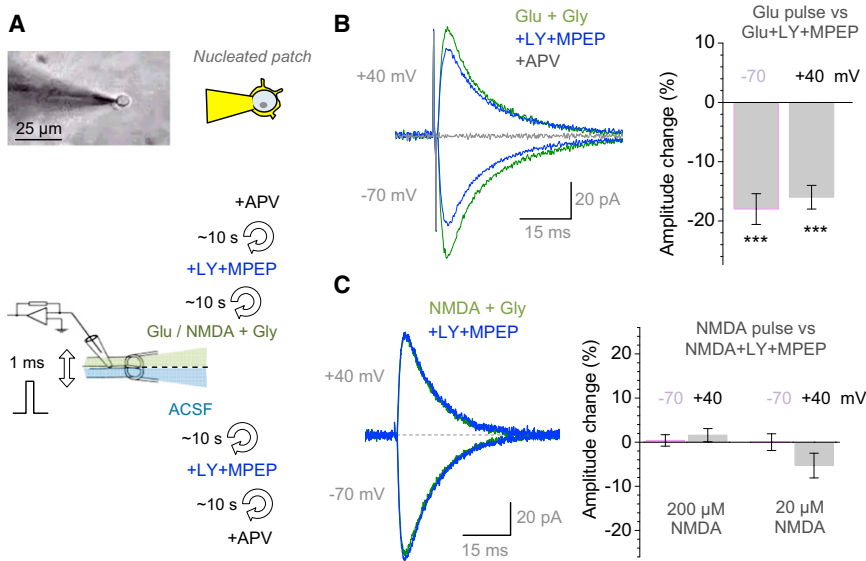 A
Nucleated patch
25 µm
+APV
~10 s
+LY+MPEP
~10 s
Glu / NMDA + Gly
1 ms
ACSF
~10 s
+LY+MPEP
~10 s
+APV
B
Glu + Gly
+LY+MPEP
+APV
+40 mV
-70 mV
20 pA
15 ms
Glu pulse vs
Glu+LY+MPEP
-70 +40 mV
Amplitude change (%)
10
0
-10
-20
*** ***
C
NMDA + Gly
+LY+MPEP
+40 mV
-70 mV
20 pA
15 ms
NMDA pulse vs
NMDA+LY+MPEP
-70 +40 -70 +40 mV
Amplitude change (%)
20
10
0
-10
-20
200 µM 20 µM
NMDA NMDA